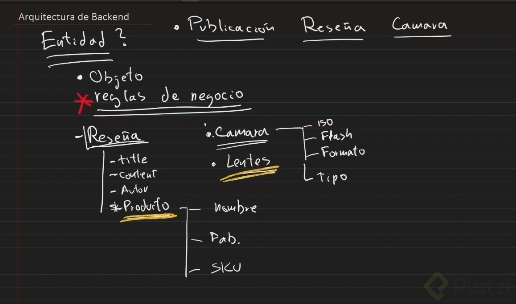 Arquitectura de Backend
Entidad?
• Publicación Reseña Camara
• Objeto
* reglas de negocio
- Reseña
- title
- Content
- Autor
* Producto
- nombre
- Fab.
- SKU
• Camara
- ISO
- Flash
- Formato
- Tipo
• Lentes
Platzi